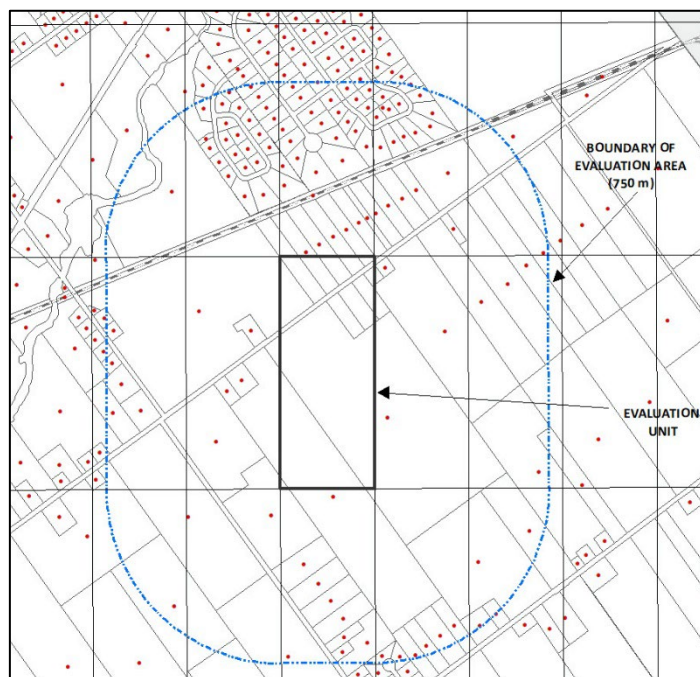 BOUNDARY OF
EVALUATION AREA
(750 m)
EVALUATION
UNIT